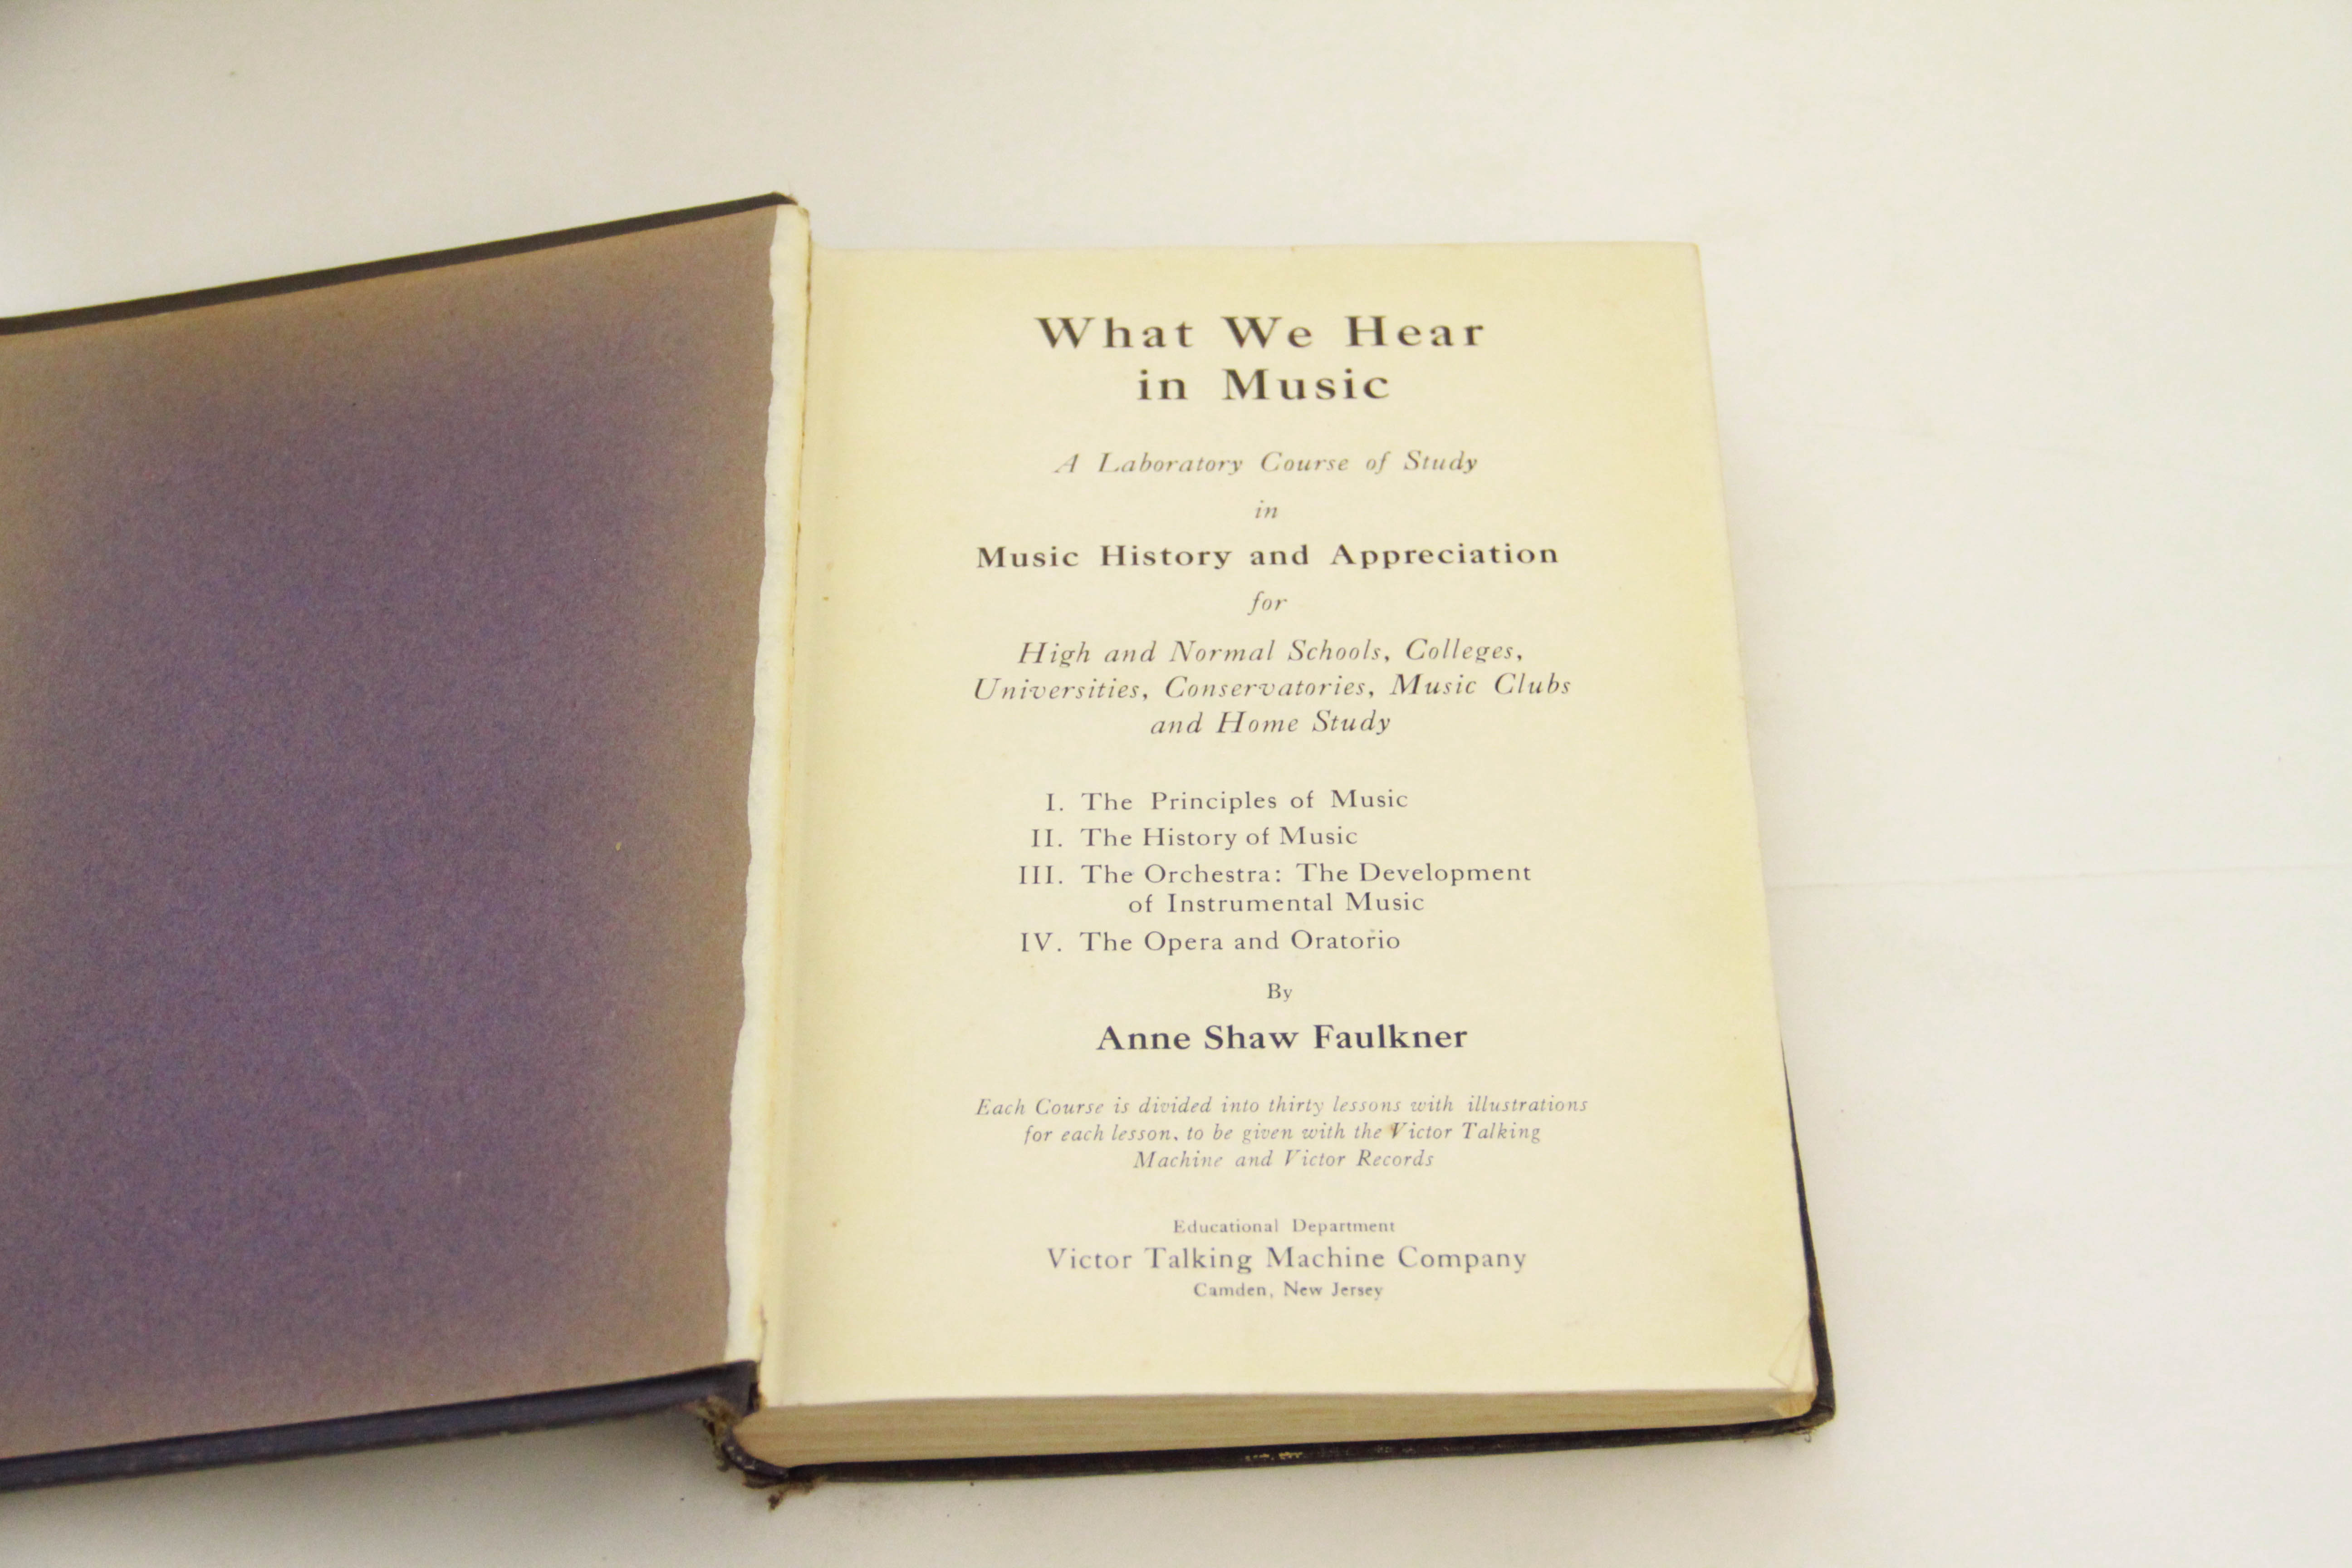 What We Hear
in Music
A Laboratory Course of Study
in
Music History and Appreciation
for
High and Normal Schools, Colleges,
Universities, Conservatories, Music Clubs
and Home Study
I. The Principles of Music
II. The History of Music
III. The Orchestra: The Development
of Instrumental Music
IV. The Opera and Oratorio
By
Anne Shaw Faulkner
Each Course is divided into thirty lessons with illustrations
for each lesson, to be given with the Victor Talking
Machine and Victor Records
Educational Department
Victor Talking Machine Company
Camden, New Jersey